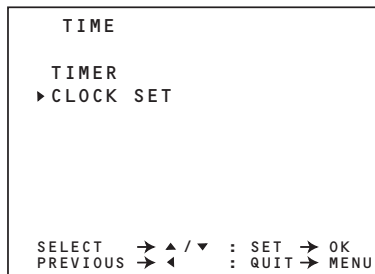 TIME
TIMER
▶CLOCK SET
SELECT → ▲/▼ : SET → OK
PREVIOUS → ◀ : QUIT → MENU